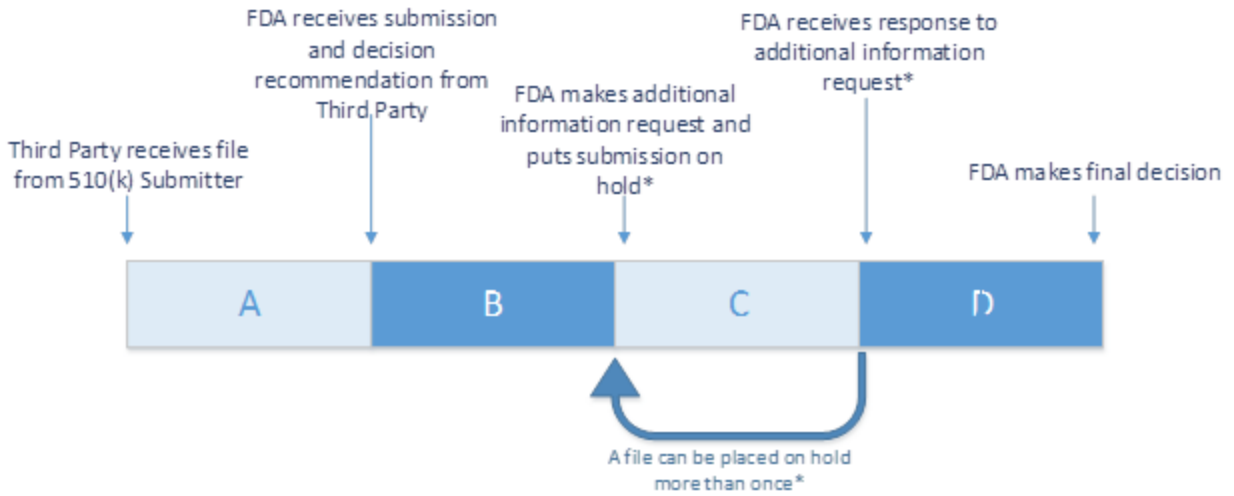 Third Party receives file
from 510(k) Submitter
FDA receives submission
and decision
recommendation from
Third Party
FDA makes additional
information request and
puts submission on
hold*
FDA receives response to
additional information
request*
FDA makes final decision
A
B
C
D
A file can be placed on hold
more than once*